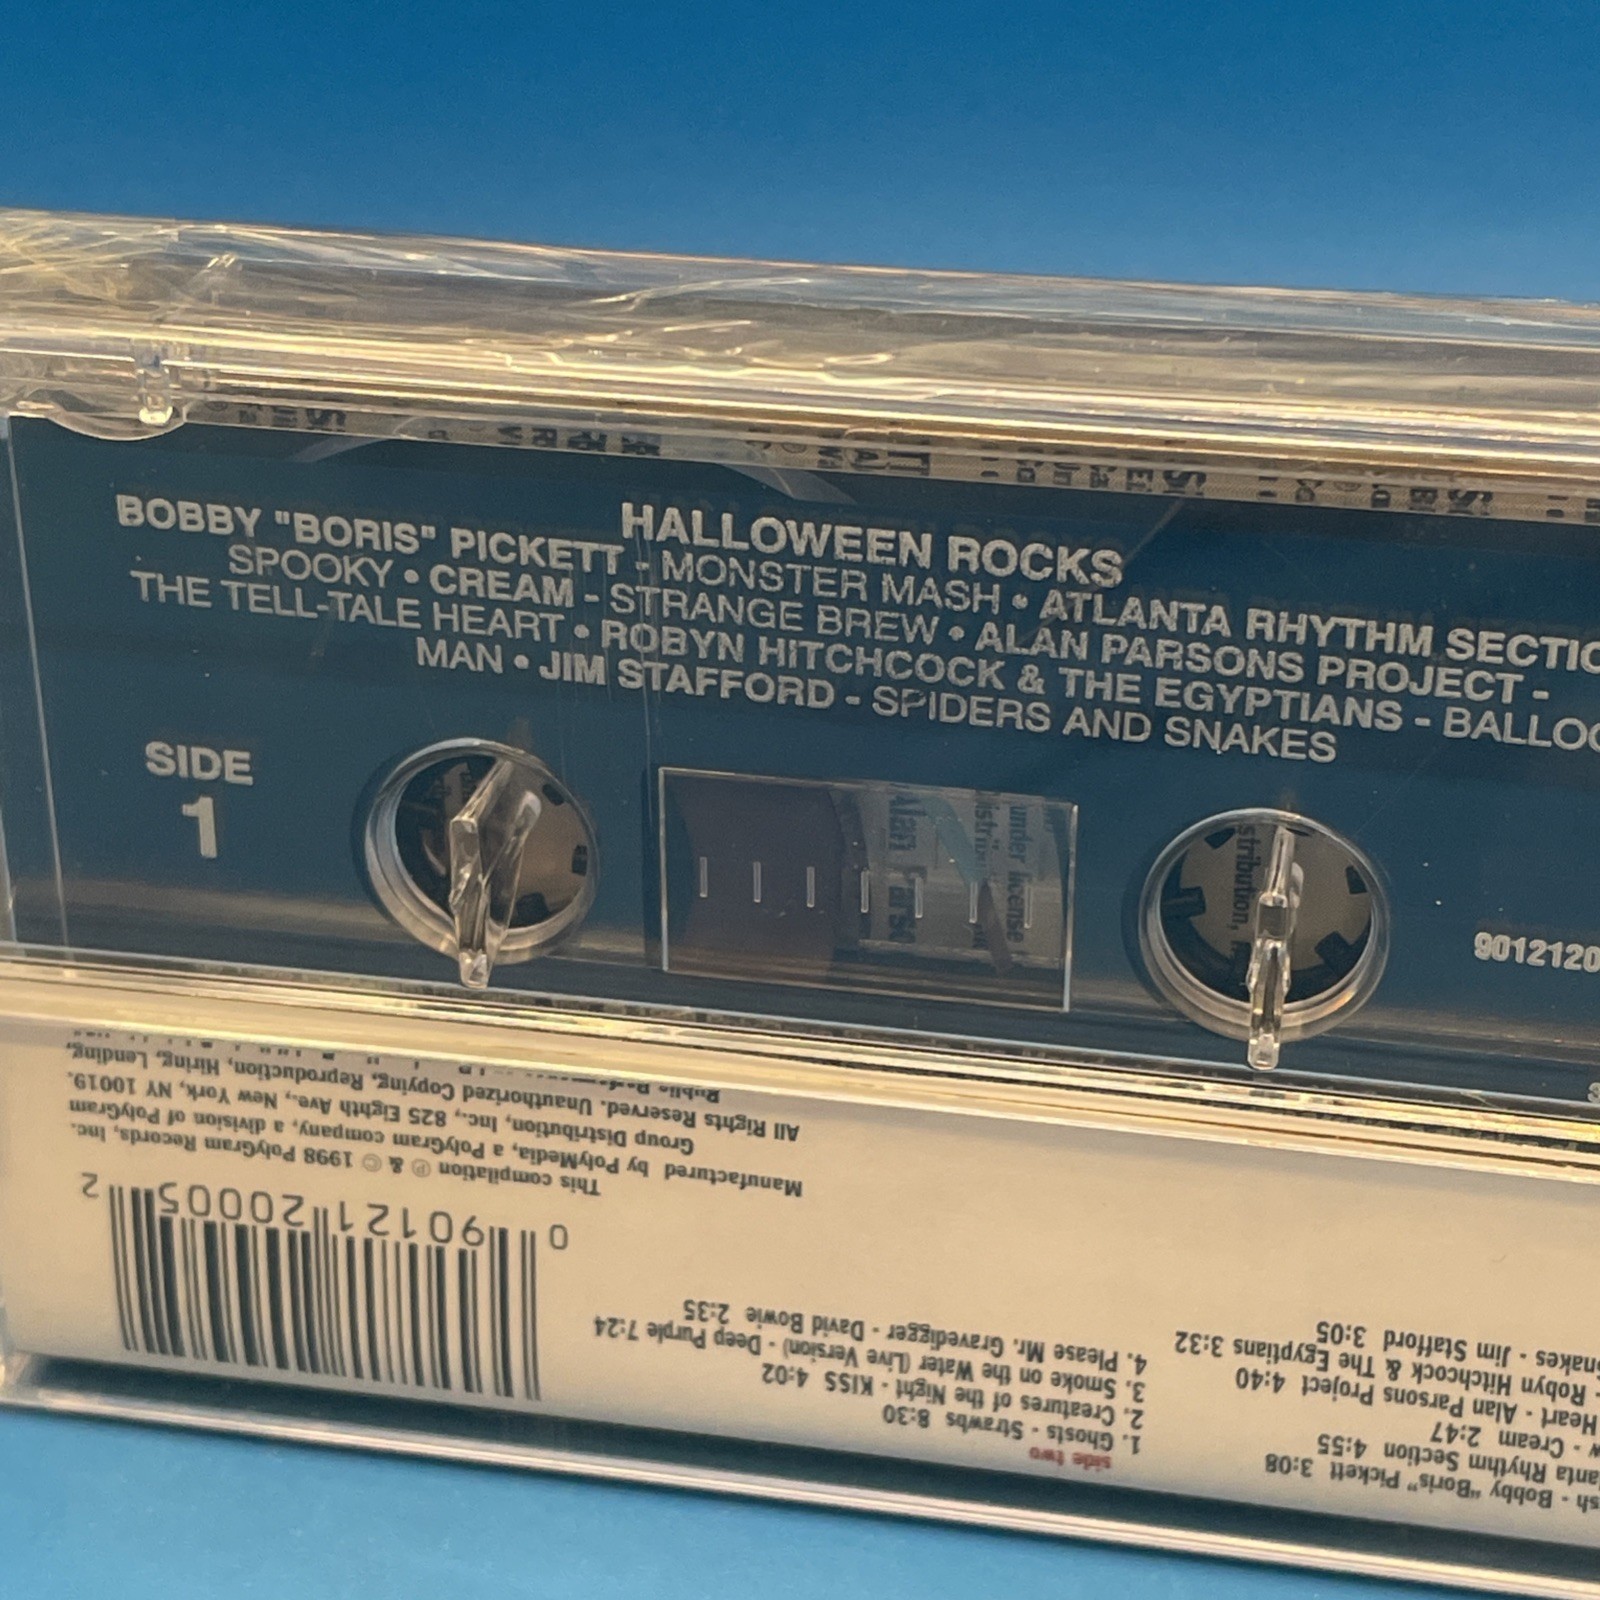 HALLOWEEN ROCKS
BOBBY "BORIS" PICKETT - MONSTER MASH • ATLANTA RHYTHM SECTIO
SPOOKY • CREAM - STRANGE BREW • ALAN PARSONS PROJECT -
THE TELL-TALE HEART • ROBYN HITCHCOCK & THE EGYPTIANS - BALLOO
MAN • JIM STAFFORD - SPIDERS AND SNAKES
SIDE
1
under license
stribution,
9012120
- Bobby "Boris" Pickett 3:08
Rhythm Section 4:55
- Cream 2:47
Heart - Alan Parsons Project 4:40
- Robyn Hitchcock & The Egyptians 3:32
- Jim Stafford 3:05
side two
1. Ghosts - Strawbs 8:30
2. Creatures of the Night - KISS 4:02
3. Smoke on the Water (Live Version) - Deep Purple 7:24
4. Please Mr. Gravedigger - David Bowie 2:35
0 90121 20005 2
This compilation ℗ & © 1998 PolyGram Records, Inc.
Manufactured by PolyMedia, a PolyGram company, a division of PolyGram
Group Distribution, Inc., 825 Eighth Ave., New York, NY 10019.
All Rights Reserved. Unauthorized Copying, Reproduction, Hiring, Lending,
Public